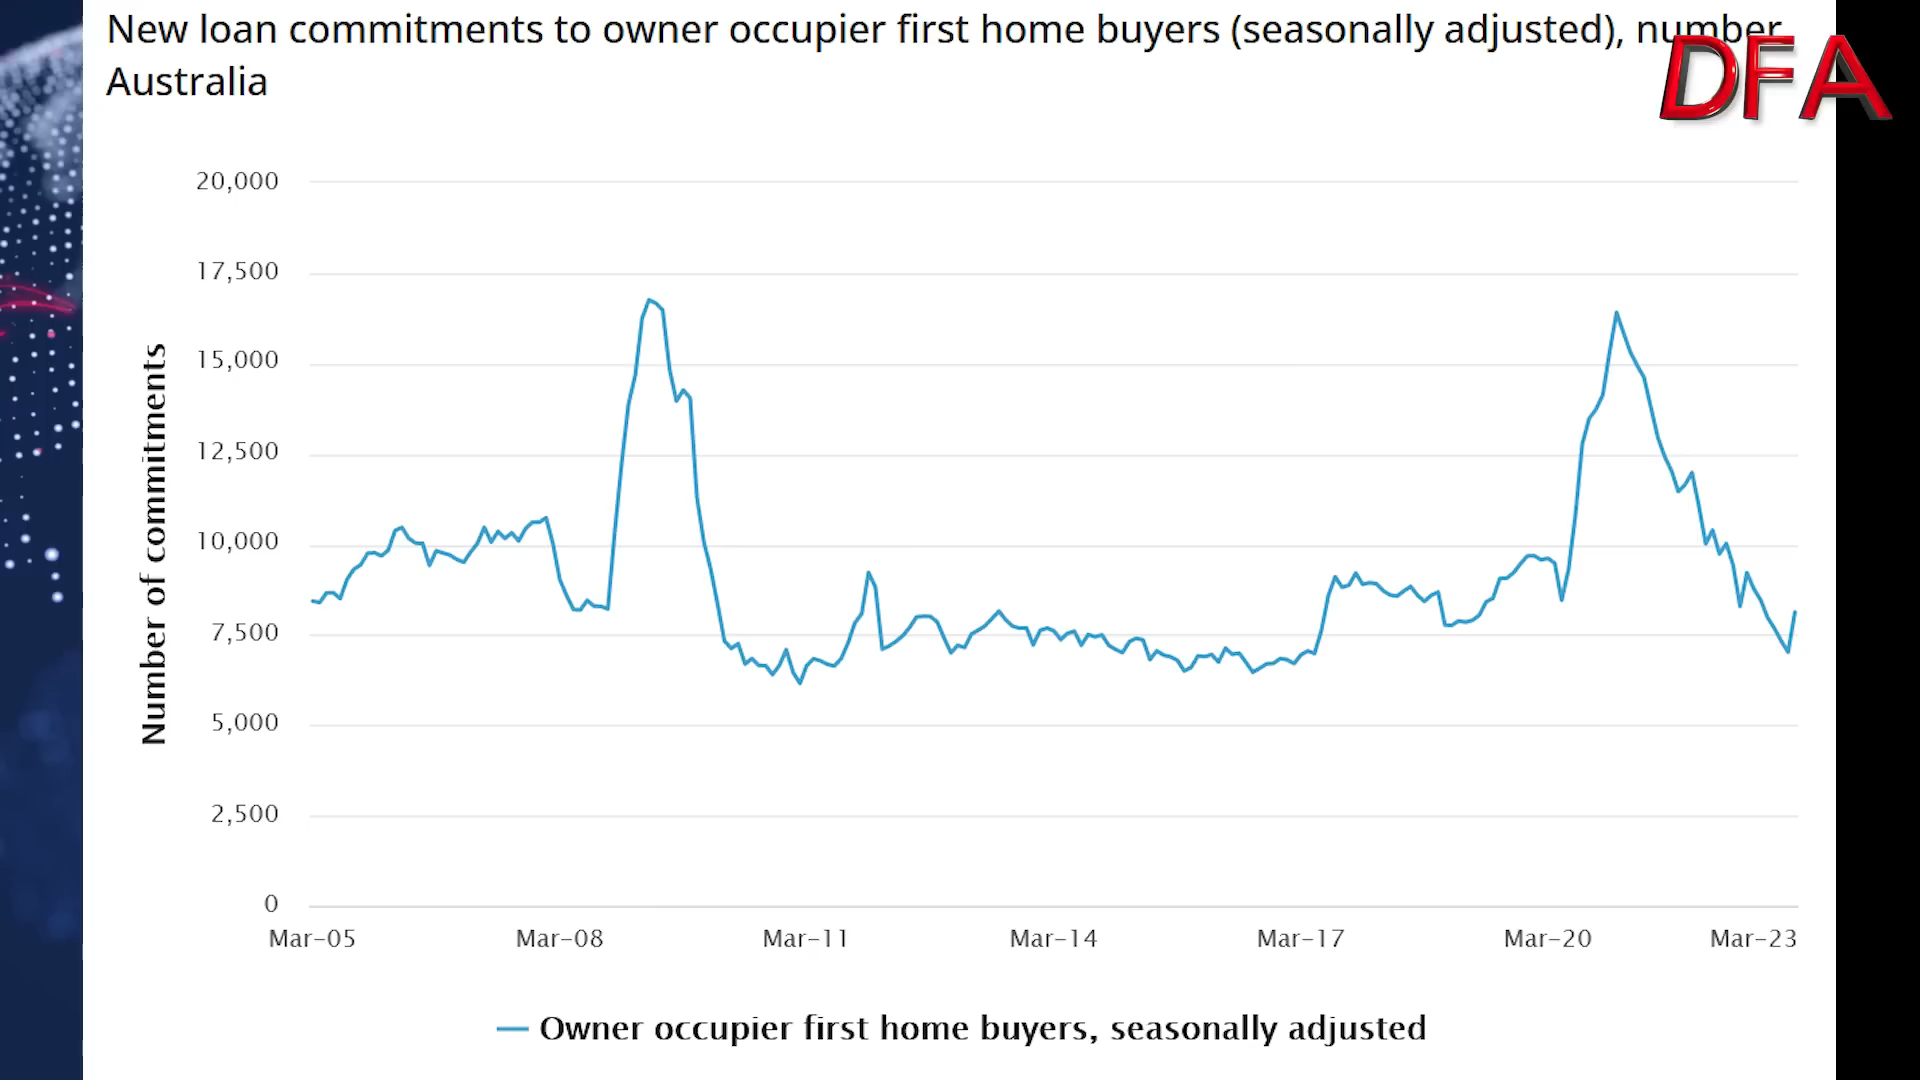 New loan commitments to owner occupier first home buyers (seasonally adjusted), number,
Australia
DFA
20,000
17,500
15,000
12,500
10,000
7,500
5,000
2,500
0
Number of commitments
Mar-05 Mar-08 Mar-11 Mar-14 Mar-17 Mar-20 Mar-23
Owner occupier first home buyers, seasonally adjusted